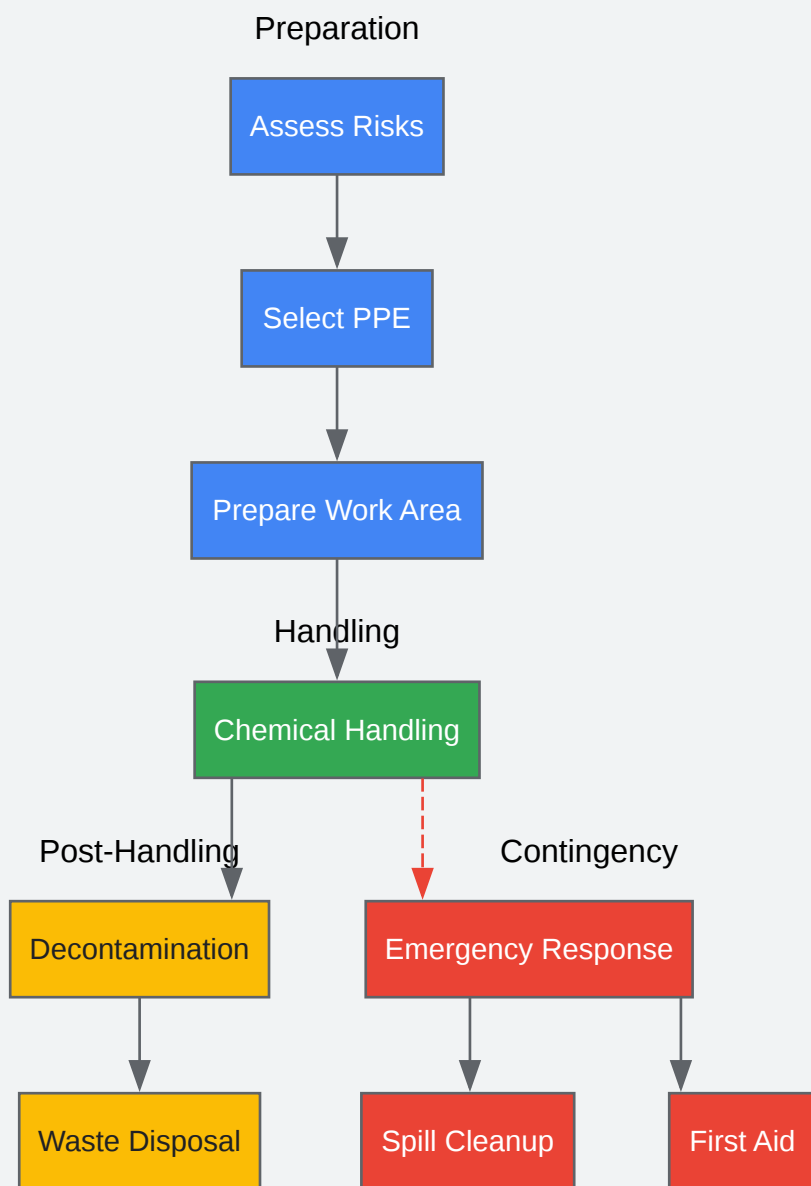 Preparation
Assess Risks
Select PPE
Prepare Work Area
Handling
Chemical Handling
Post-Handling
Contingency
Decontamination
Emergency Response
Waste Disposal
Spill Cleanup
First Aid